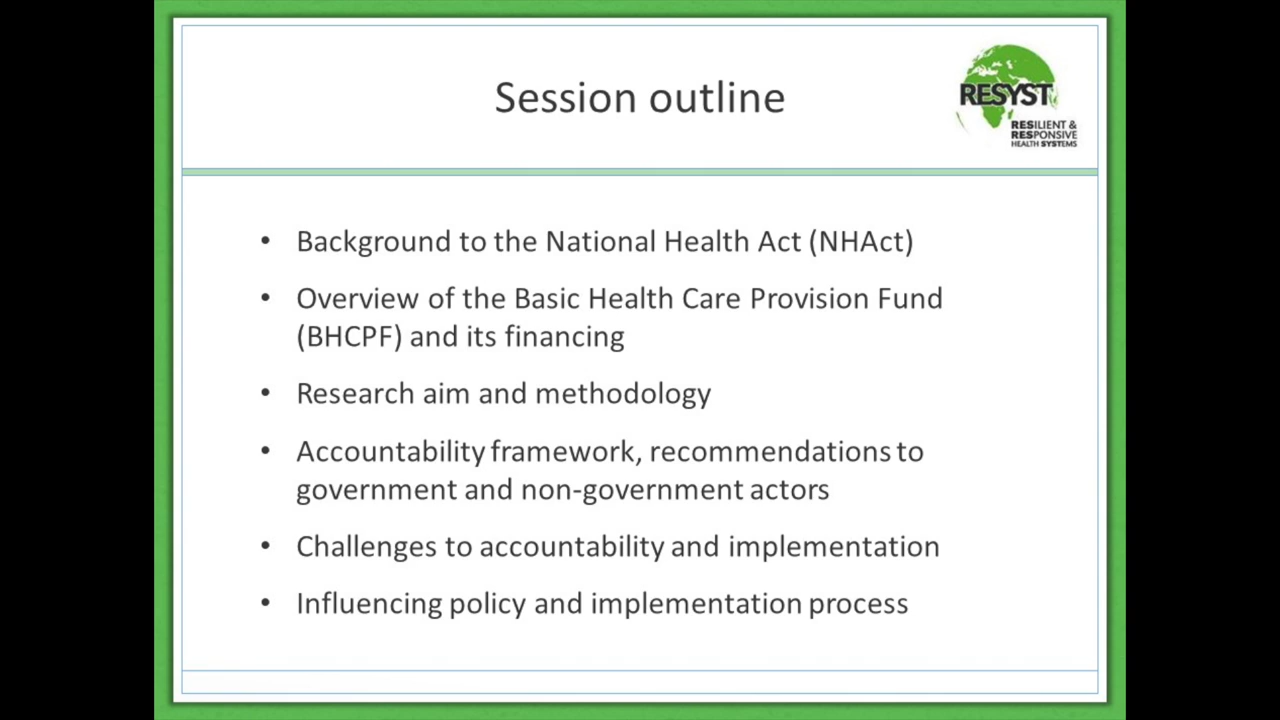 Session outline
RESYST
RESILIENT &
RESPONSIVE
HEALTH SYSTEMS
• Background to the National Health Act (NHAct)
• Overview of the Basic Health Care Provision Fund
(BHCPF) and its financing
• Research aim and methodology
• Accountability framework, recommendations to
government and non-government actors
• Challenges to accountability and implementation
• Influencing policy and implementation process